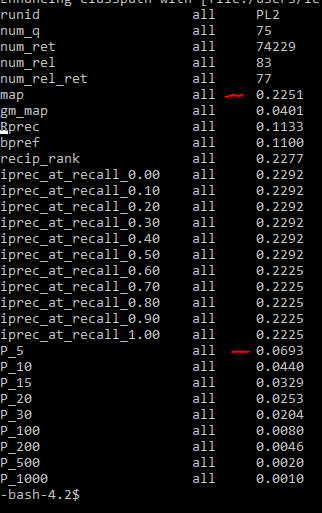 Enhancing classpath with [file:/users/le
runid all PL2
num_q all 75
num_ret all 74229
num_rel all 83
num_rel_ret all 77
map all 0.2251
gm_map all 0.0401
Rprec all 0.1133
bpref all 0.1100
recip_rank all 0.2277
iprec_at_recall_0.00 all 0.2292
iprec_at_recall_0.10 all 0.2292
iprec_at_recall_0.20 all 0.2292
iprec_at_recall_0.30 all 0.2292
iprec_at_recall_0.40 all 0.2292
iprec_at_recall_0.50 all 0.2292
iprec_at_recall_0.60 all 0.2225
iprec_at_recall_0.70 all 0.2225
iprec_at_recall_0.80 all 0.2225
iprec_at_recall_0.90 all 0.2225
iprec_at_recall_1.00 all 0.2225
P_5 all 0.0693
P_10 all 0.0440
P_15 all 0.0329
P_20 all 0.0253
P_30 all 0.0204
P_100 all 0.0080
P_200 all 0.0046
P_500 all 0.0020
P_1000 all 0.0010
-bash-4.2$